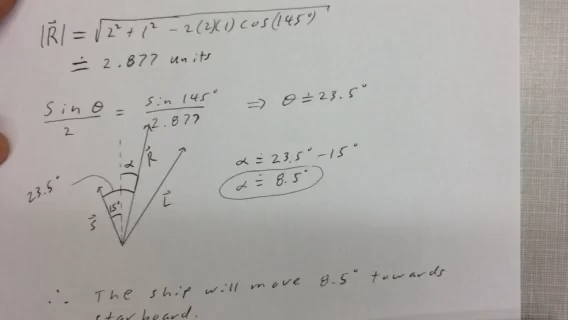 |R⃗| = √2² + 1² − 2(2)(1) cos(145°)
≐ 2.877 units
Sin θ / 2 = Sin 145° / 2.877 ⇒ θ ≐ 23.5°
α ≐ 23.5° − 15°
α ≐ 8.5°
α
R⃗
23.5°
15°
S⃗
L⃗
∴ The ship will move 8.5° towards
starboard.